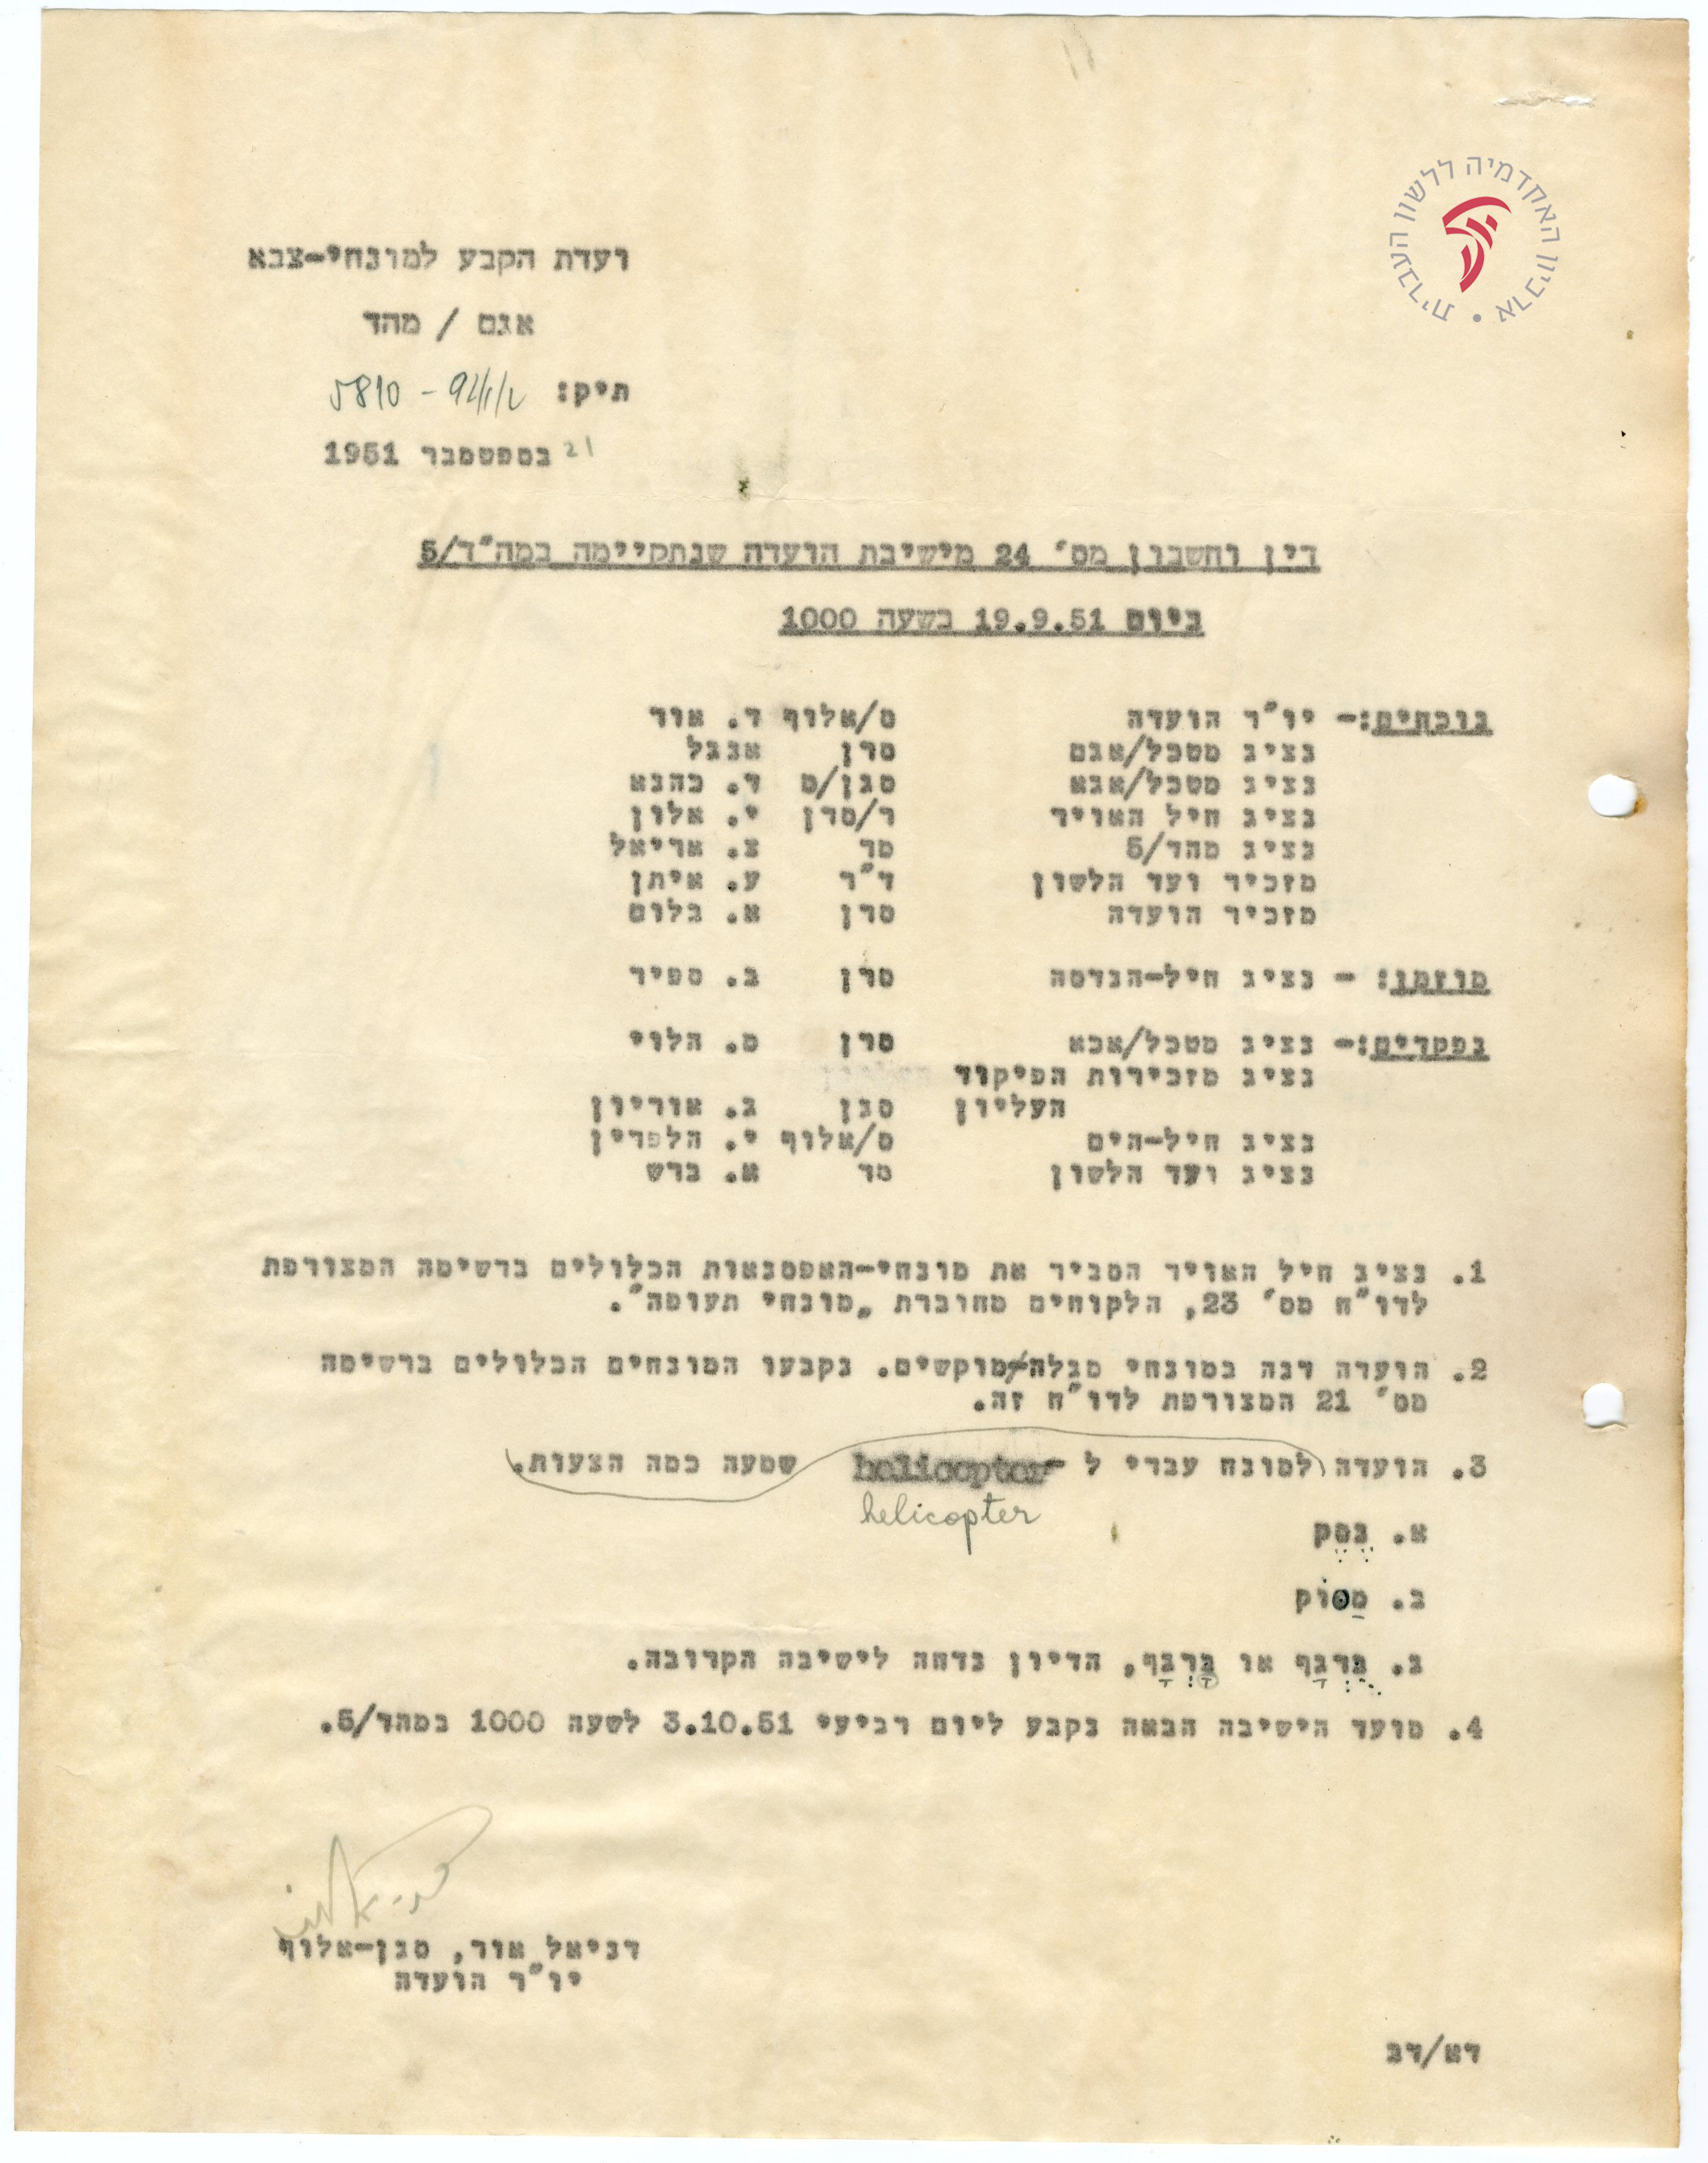 ארכיון האקדמיה ללשון העברית
ועדת הקבע למונחי-צבא
אגם / מהד
תיק: 92/1/2 - 5810
21 בספטמבר 1951
דין וחשבון מס׳ 24 מישיבת הועדה שנתקיימה במה״ד/5
ביום 19.9.51 בשעה 1000
נוכחים:- יו״ר הועדה ס/אלוף ד. אור
נציג מטכל/אגם סרן אנגל
נציג מטכל/אגא סגן/מ ד. כהנא
נציג חיל האויר ר/סרן י. אלון
נציג מהד/5 מר צ. אריאל
מזכיר ועד הלשון ד״ר ע. איתן
מזכיר הועדה סרן א. בלום
מוזמן: - נציג חיל-הנדסה סרן ב. ספיר
נפקדים:- נציג מטכל/אכא סרן מ. הלוי
נציג מזכירות הפיקוד
העליון סגן ג. אוריון
נציג חיל-הים ס/אלוף י. הלפרין
נציג ועד הלשון מר א. ברש
1. נציג חיל האויר הסביר את מונחי-האפסנאות הכלולים ברשימה המצורפת
לדו״ח מס׳ 23, הלקוחים מחוברת „מונחי תעופה״.
2. הועדה דנה במונחי מגלה-מוקשים. נקבעו המונחים הכלולים ברשימה
מס׳ 21 המצורפת לדו״ח זה.
3. הועדה למונח עברי ל - helicopter שמעה כמה הצעות.
helicopter
א. נֶסֶק
ב. מַסּוֹק
ג. בַּרְגָּף או בָּרְגָּף, הדיון נדחה לישיבה הקרובה.
4. מועד הישיבה הבאה נקבע ליום רביעי 3.10.51 לשעה 1000 במהד/5.
דניאל אור, סגן-אלוף
יו״ר הועדה
דא/דב